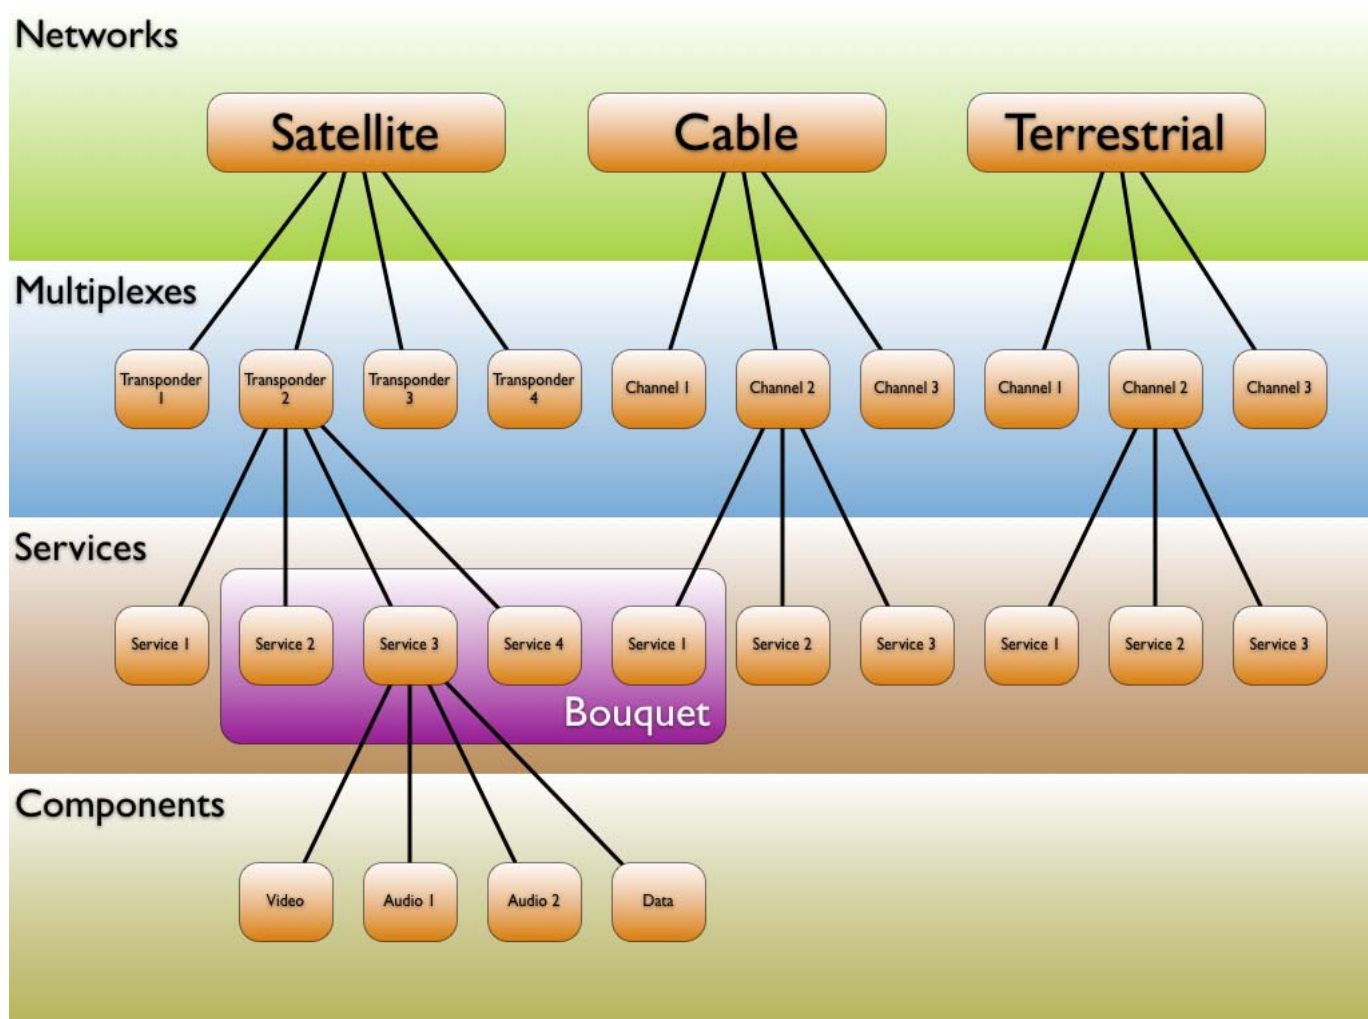 Networks
Satellite
Cable
Terrestrial
Multiplexes
Transponder
1
Transponder
2
Transponder
3
Transponder
4
Channel 1
Channel 2
Channel 3
Channel 1
Channel 2
Channel 3
Services
Service 1
Service 2
Service 3
Service 4
Service 1
Service 2
Service 3
Service 1
Service 2
Service 3
Bouquet
Components
Video
Audio 1
Audio 2
Data